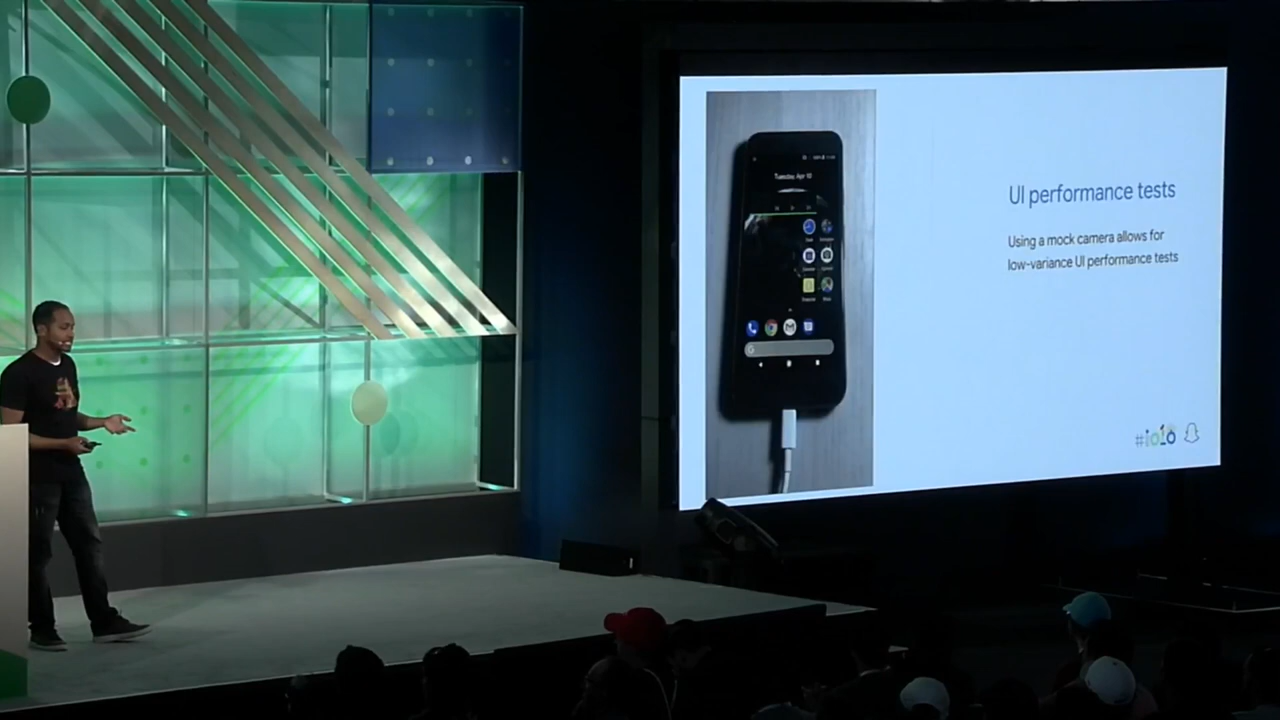 Tuesday, Apr 10
UI performance tests
Using a mock camera allows for
low-variance UI performance tests
#io18